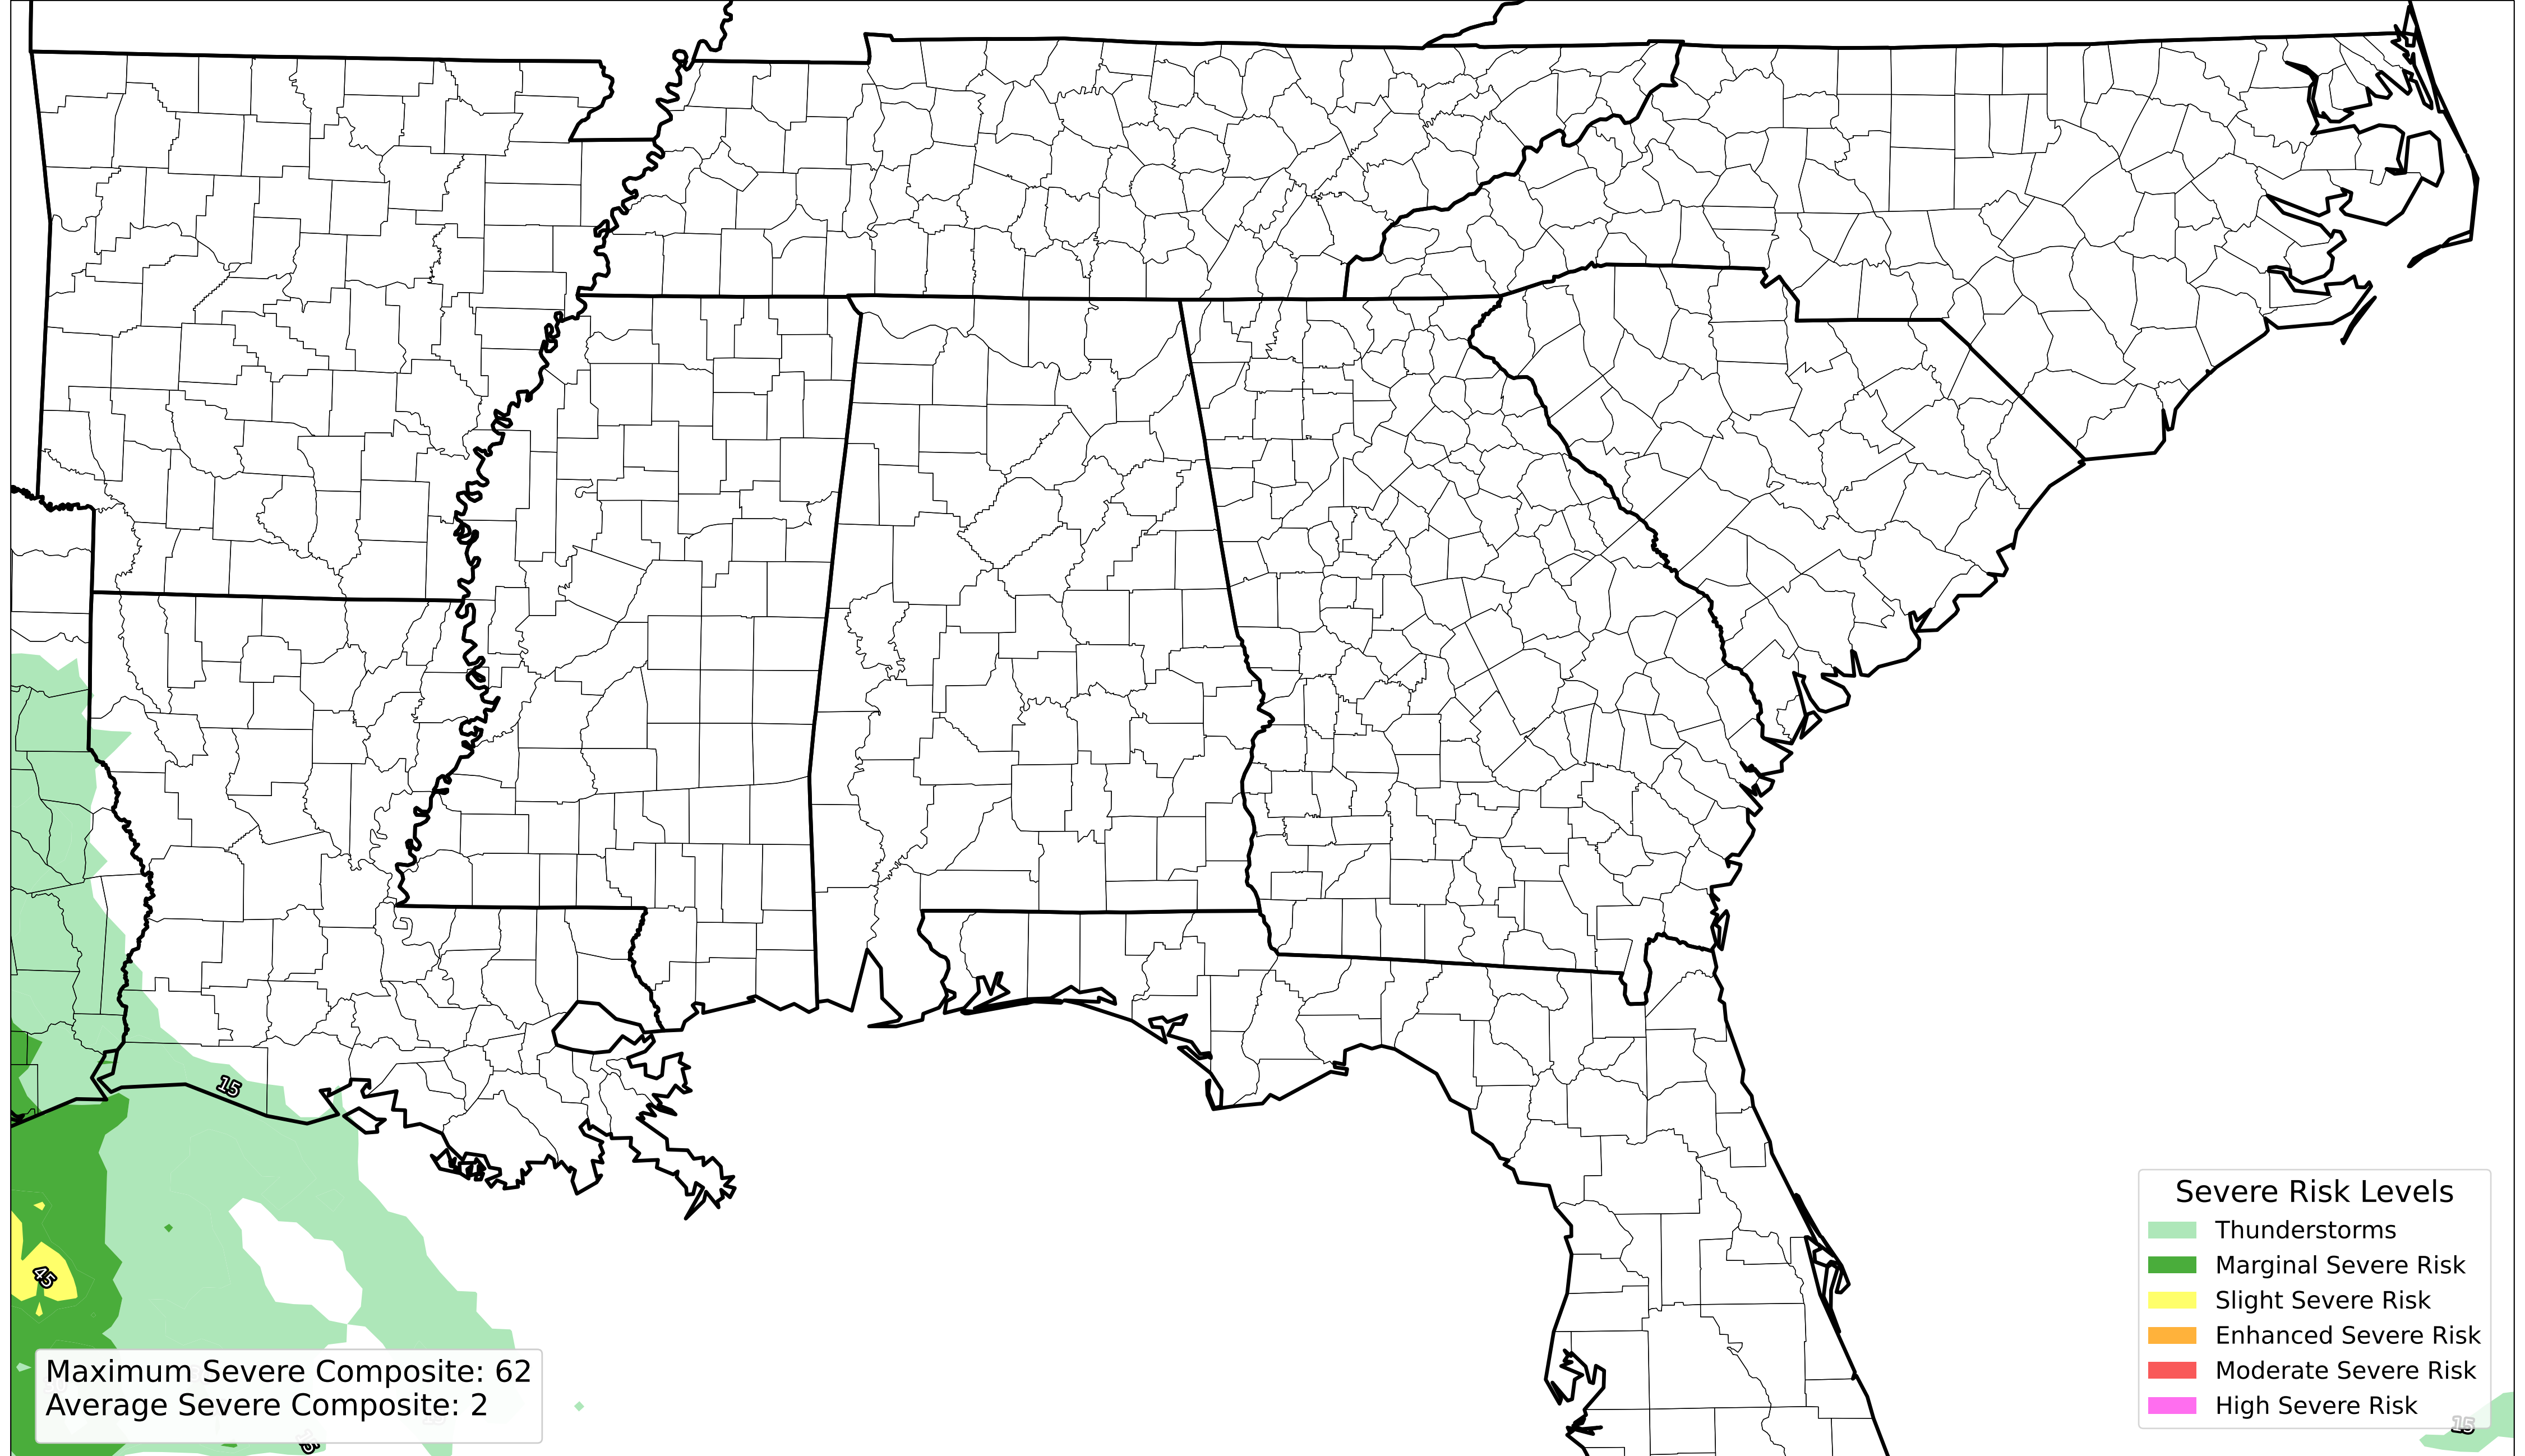 15
45
15
Maximum Severe Composite: 62
Average Severe Composite: 2
Severe Risk Levels
Thunderstorms
Marginal Severe Risk
Slight Severe Risk
Enhanced Severe Risk
Moderate Severe Risk
High Severe Risk
15